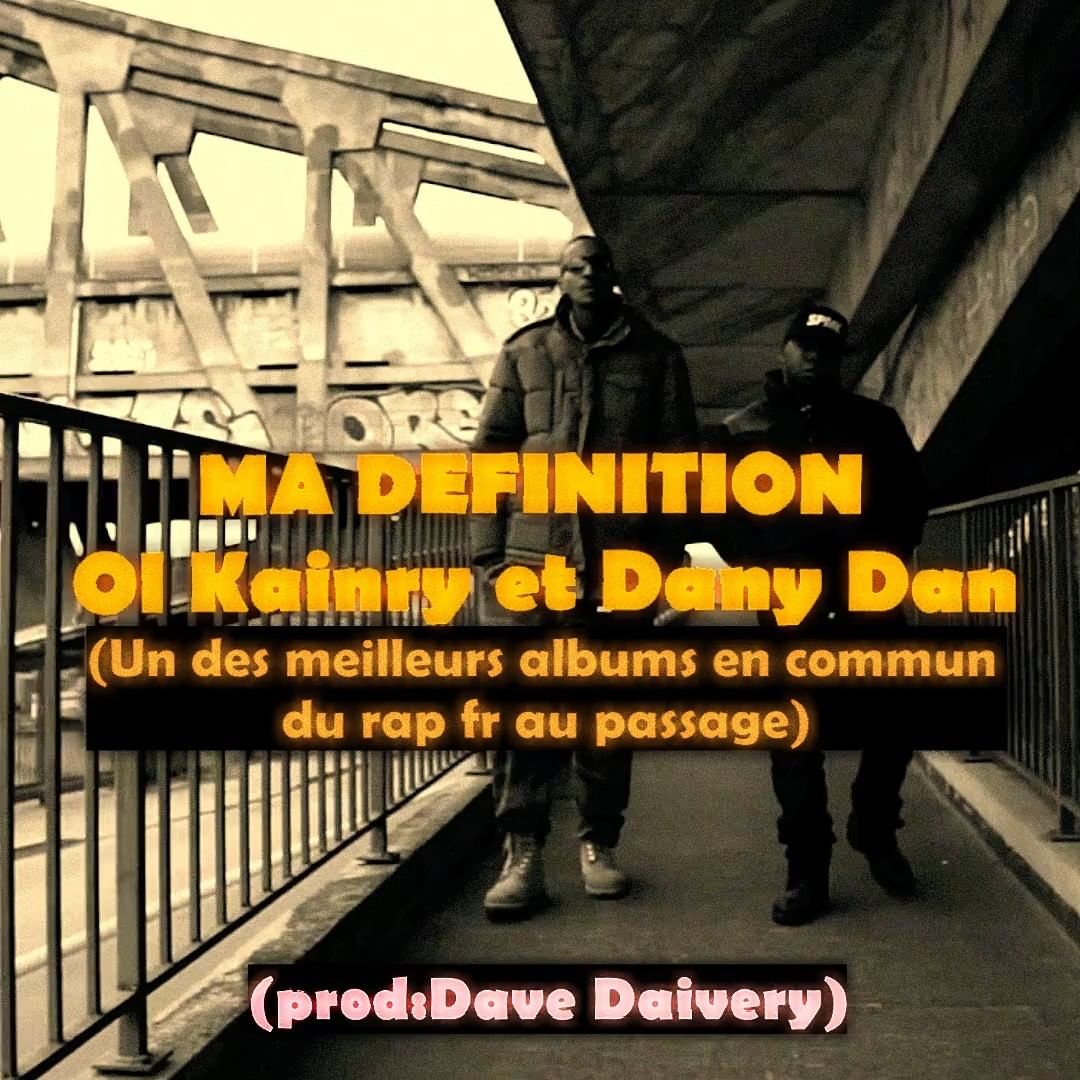 MA DEFINITION
Ol Kainry et Dany Dan
(Un des meilleurs albums en commun
du rap fr au passage)
(prod:Dave Daivery)